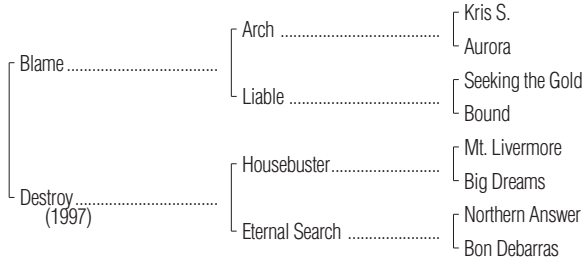 Kris S.
Arch ................................................
Aurora
Blame ................................................
Seeking the Gold
Liable ................................................
Bound
Mt. Livermore
Housebuster..................................
Big Dreams
Destroy ................................................
(1997)
Northern Answer
Eternal Search ............................
Bon Debarras